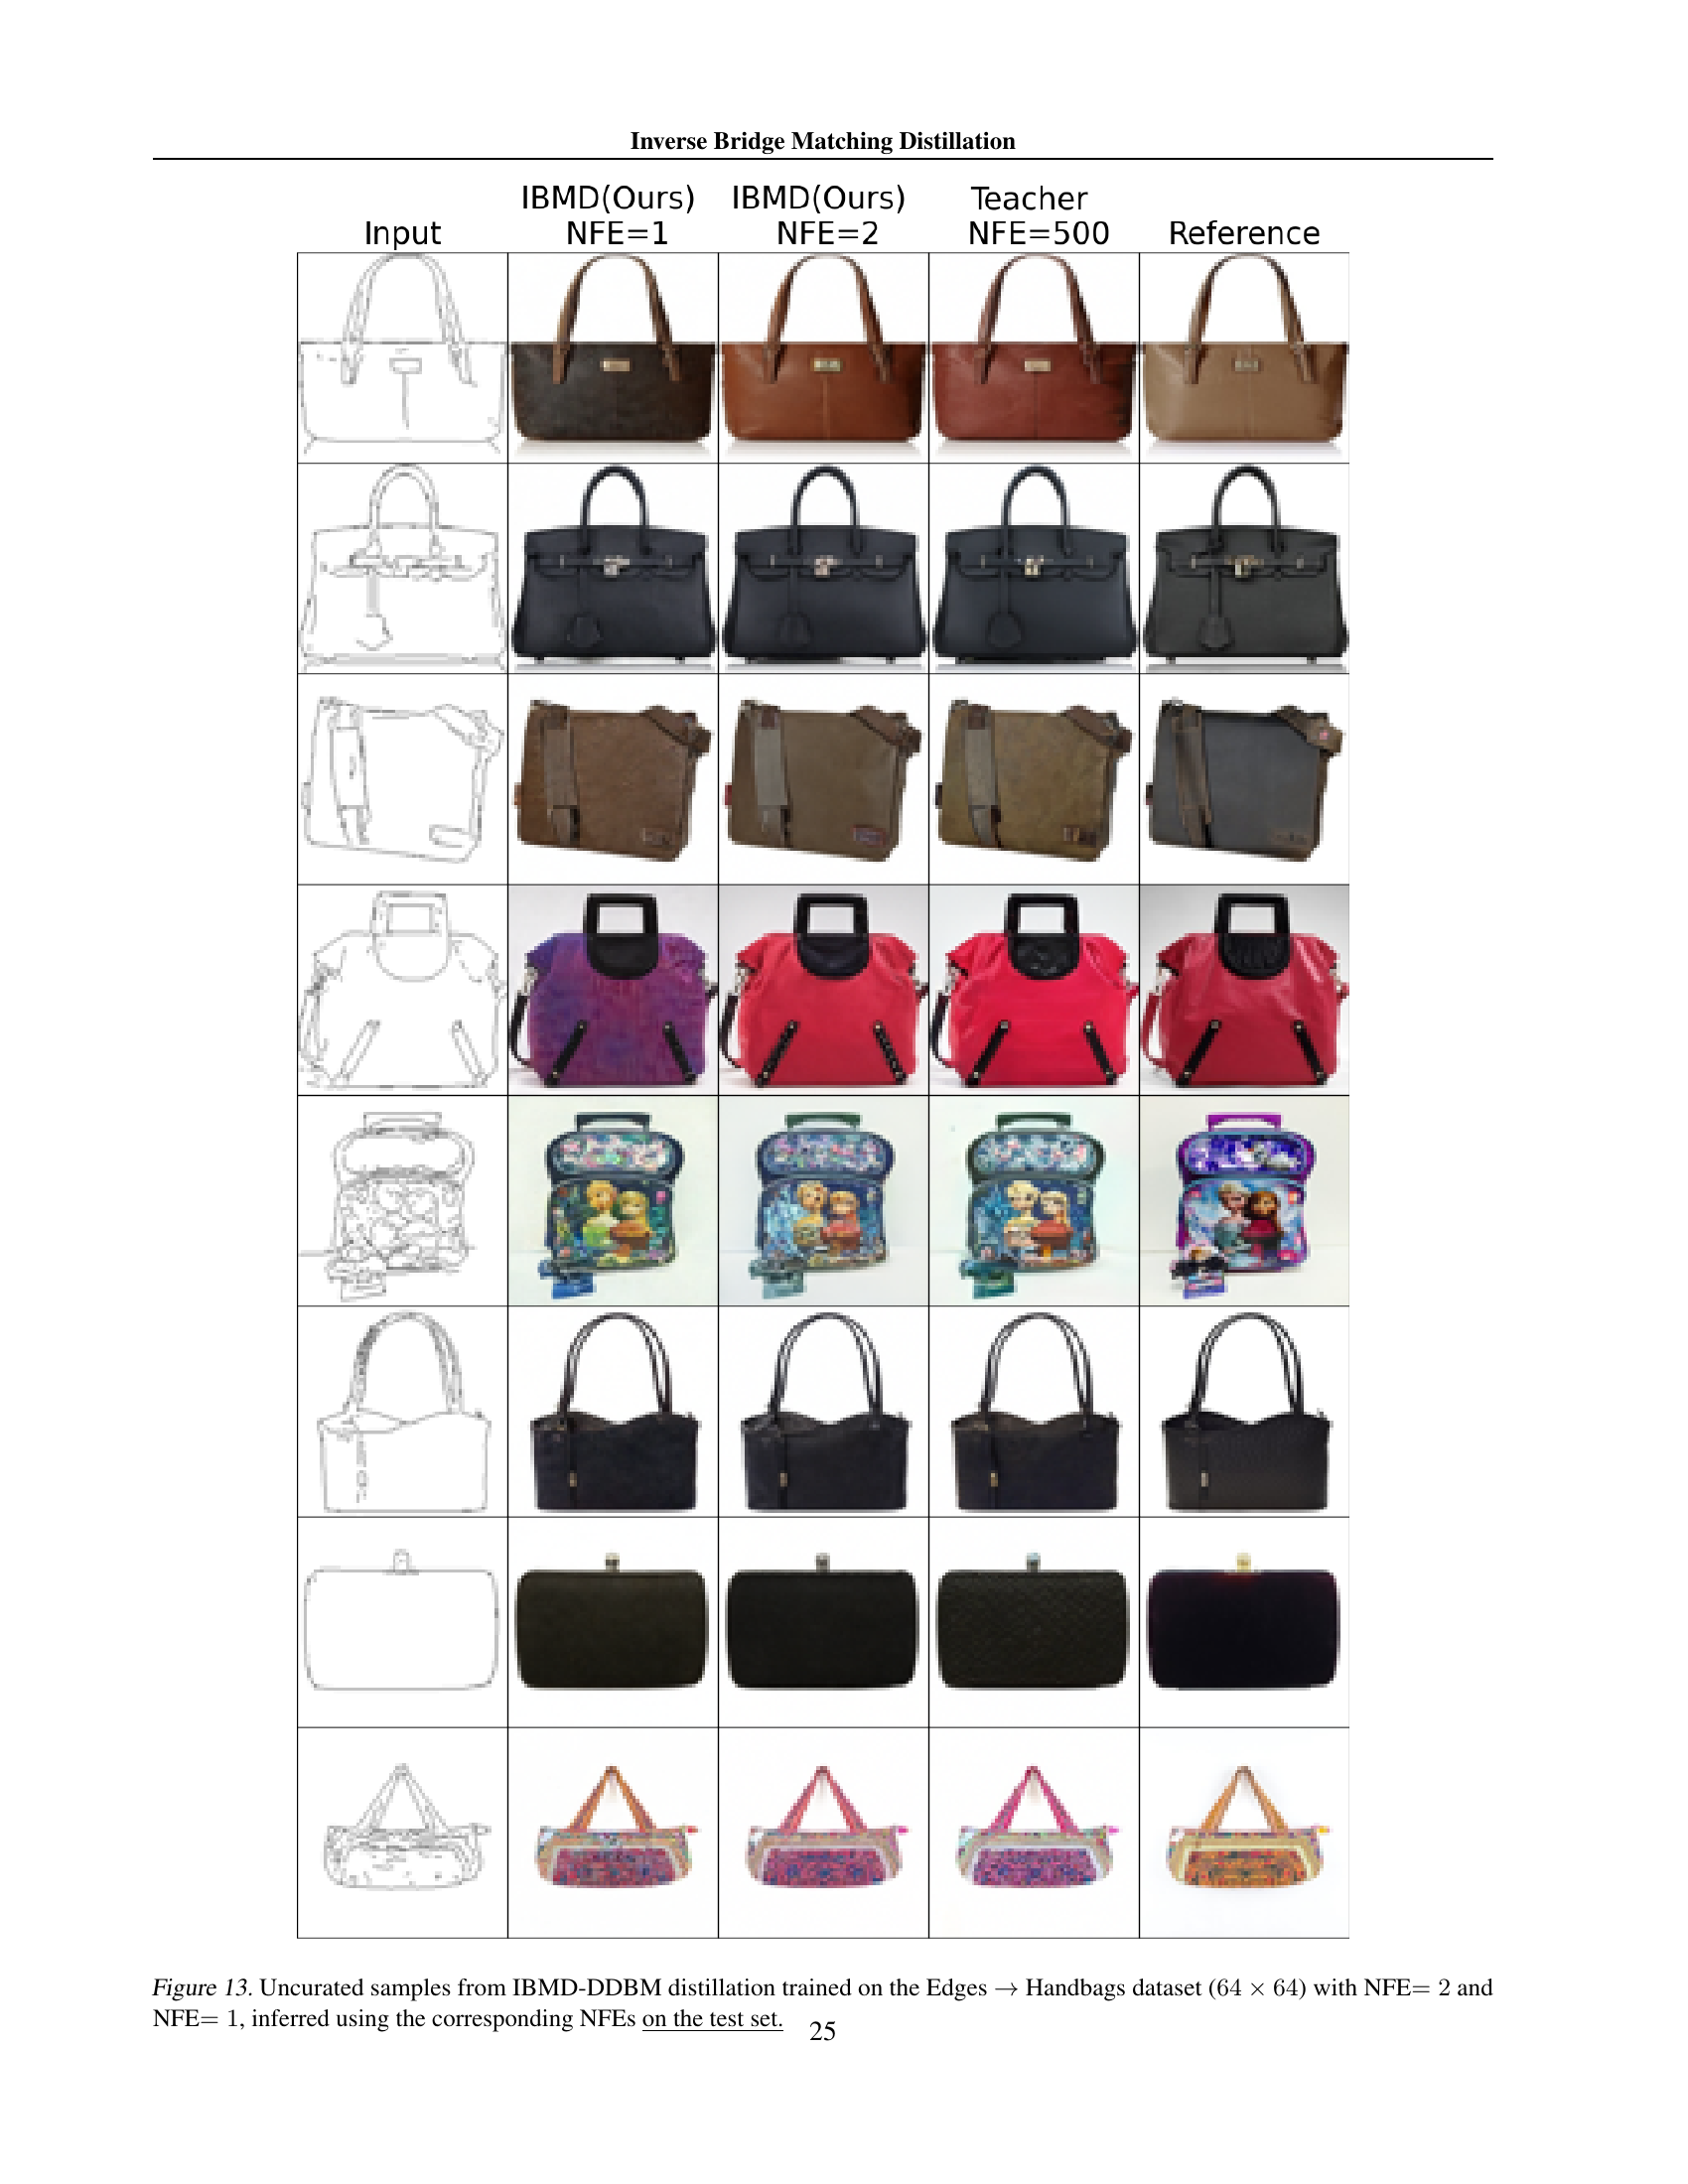 Inverse Bridge Matching Distillation
IBMD(Ours) IBMD(Ours) Teacher
Input NFE=1 NFE=2 NFE=500 Reference
Figure 13. Uncurated samples from IBMD-DDBM distillation trained on the Edges → Handbags dataset (64 × 64) with NFE= 2 and
NFE= 1, inferred using the corresponding NFEs on the test set.
25